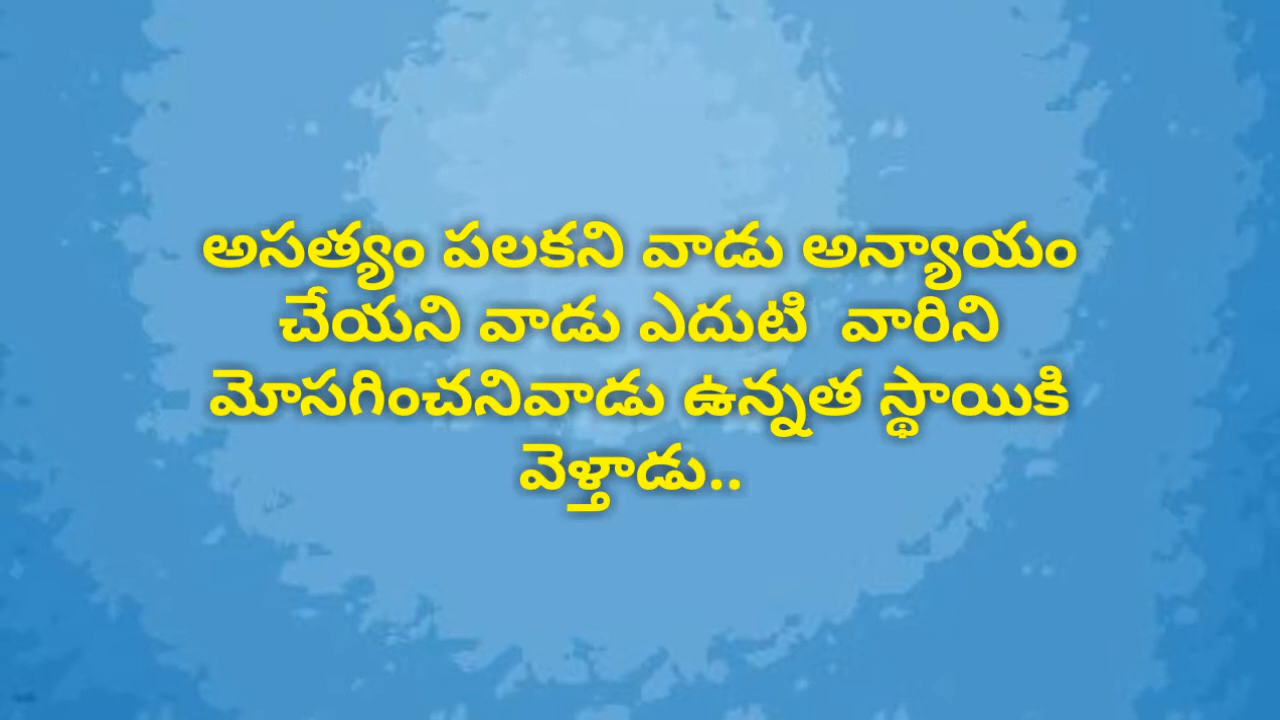 అసత్యం పలకని వాడు అన్యాయం
చేయని వాడు ఎదుటి  వారిని
మోసగించనివాడు ఉన్నత స్థాయికి
వెళ్తాడు..